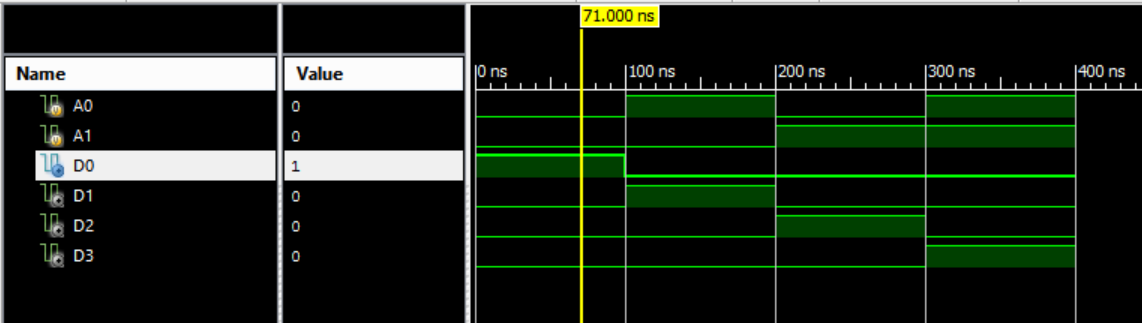 71.000 ns
Name Value
0 ns 100 ns 200 ns 300 ns 400 ns
A0 0
A1 0
D0 1
D1 0
D2 0
D3 0